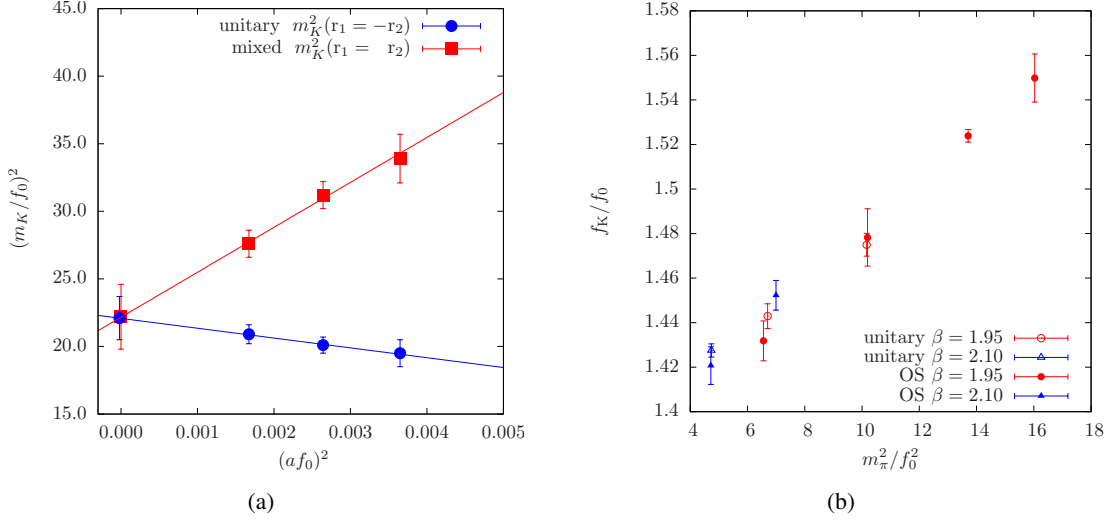 45.0
40.0
35.0
30.0
25.0
20.0
15.0
0.000 0.001 0.002 0.003 0.004 0.005
(m_K/f_0)^2
(af_0)^2
unitary m_K^2(r_1 = −r_2)
mixed m_K^2(r_1 = r_2)
(a)
1.58
1.56
1.54
1.52
1.5
1.48
1.46
1.44
1.42
1.4
4 6 8 10 12 14 16 18
f_K/f_0
m_π^2/f_0^2
unitary β = 1.95
unitary β = 2.10
OS β = 1.95
OS β = 2.10
(b)